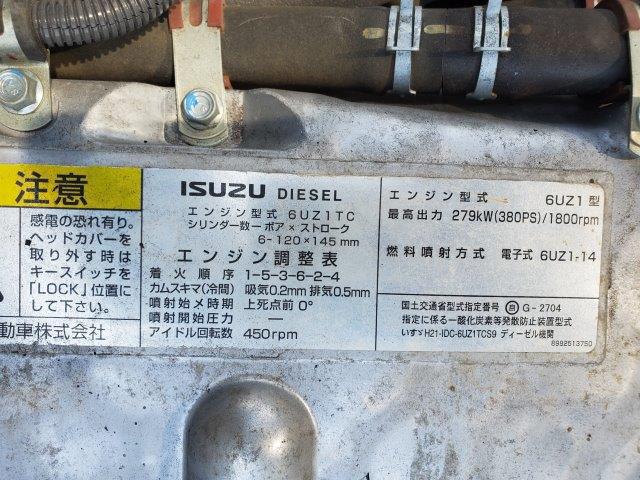 注意
感電の恐れ有り。
ヘッドカバーを
取り外す時は
キースイッチを
「LOCK」位置に
して下さい。
動車株式会社
ISUZU DIESEL
エンジン型式 6UZ1TC
シリンダー数ー ボア × ストローク
6-120×145mm
エンジン調整表
着火順序 1-5-3-6-2-4
カムスキマ(冷間) 吸気0.2mm 排気0.5mm
噴射始メ時期 上死点前 0°
噴射開始圧力 ―
アイドル回転数 450rpm
エンジン型式 6UZ1型
最高出力 279kW(380PS)/1800rpm
燃料噴射方式 電子式 6UZ1-14
国土交通省型式指定番号 自 G-2704
指定に係る一酸化炭素等発散防止装置型式
いすゞH21-IDC-6UZ1TCS9 ディーゼル機関
8992513750